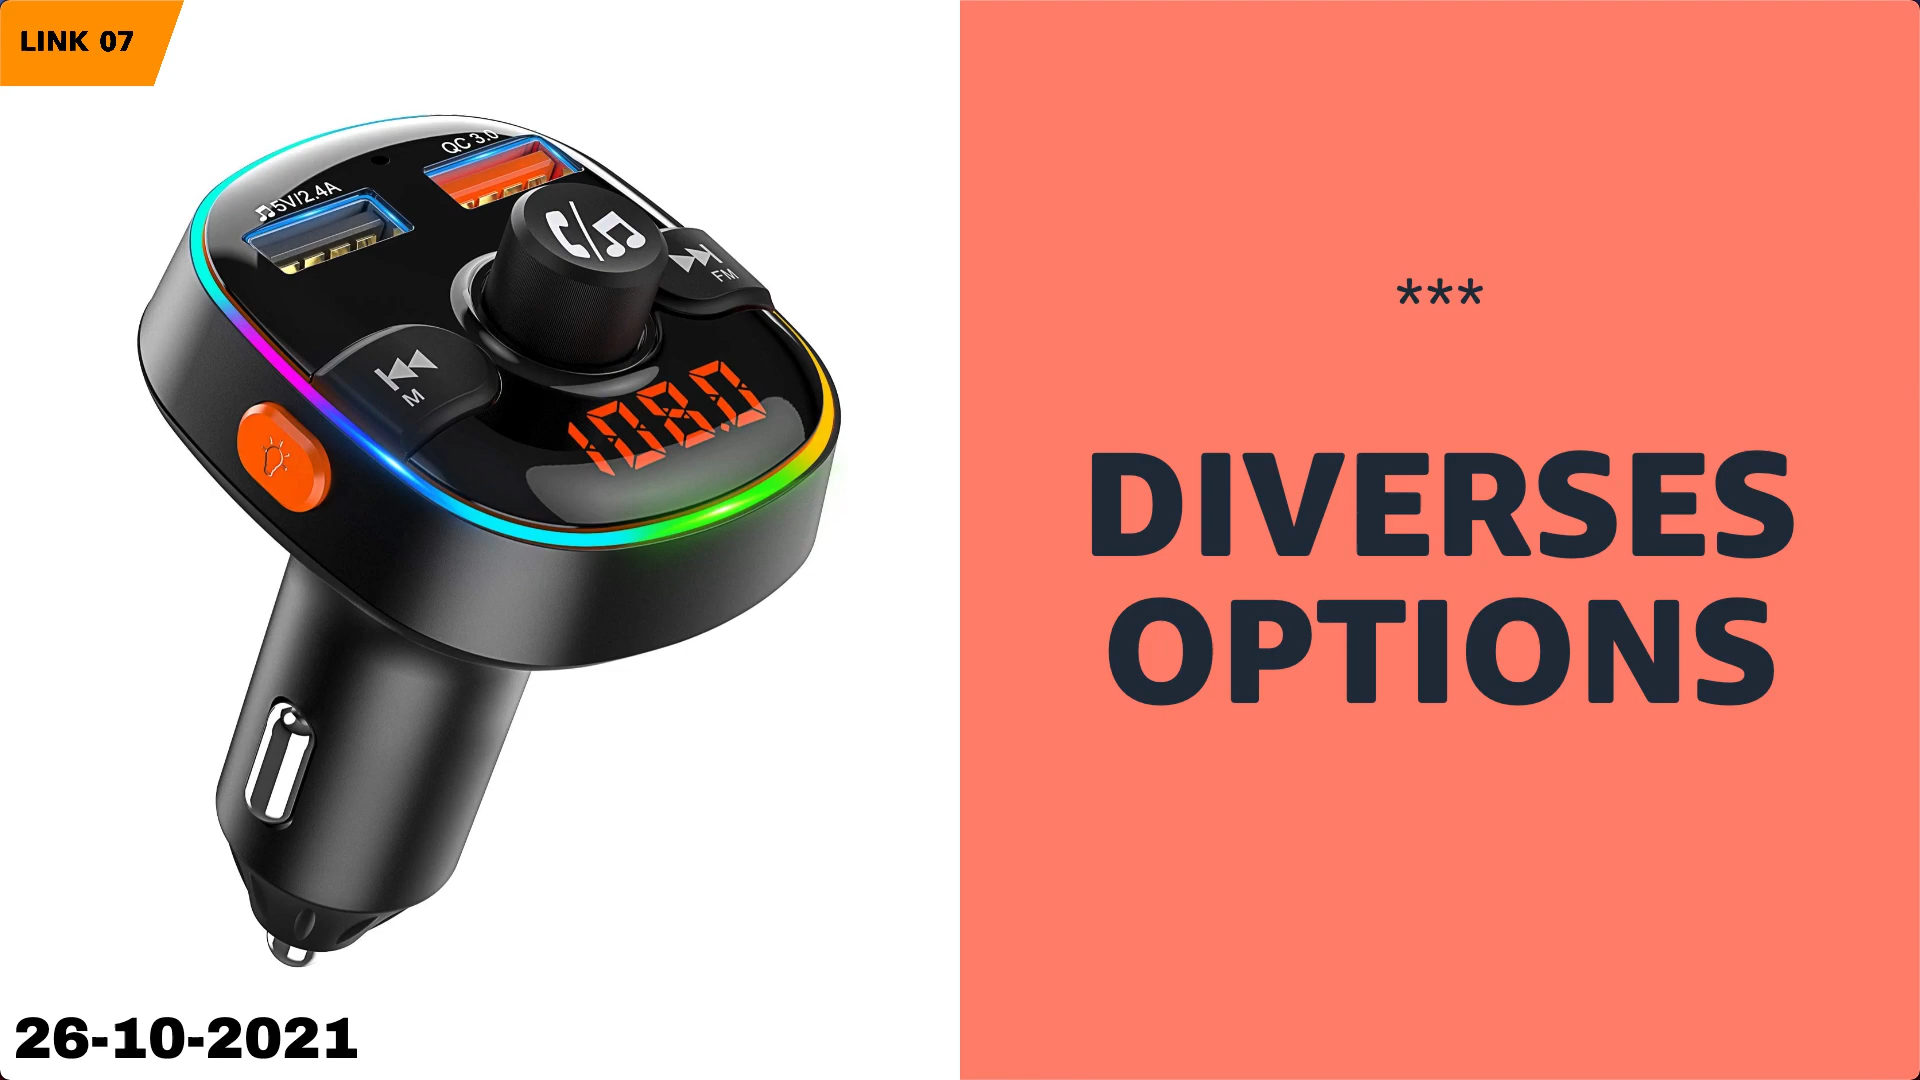 LINK 07
QC 3.0
5V/2.4A
FM
M
108.0
***
DIVERSES
OPTIONS
26-10-2021